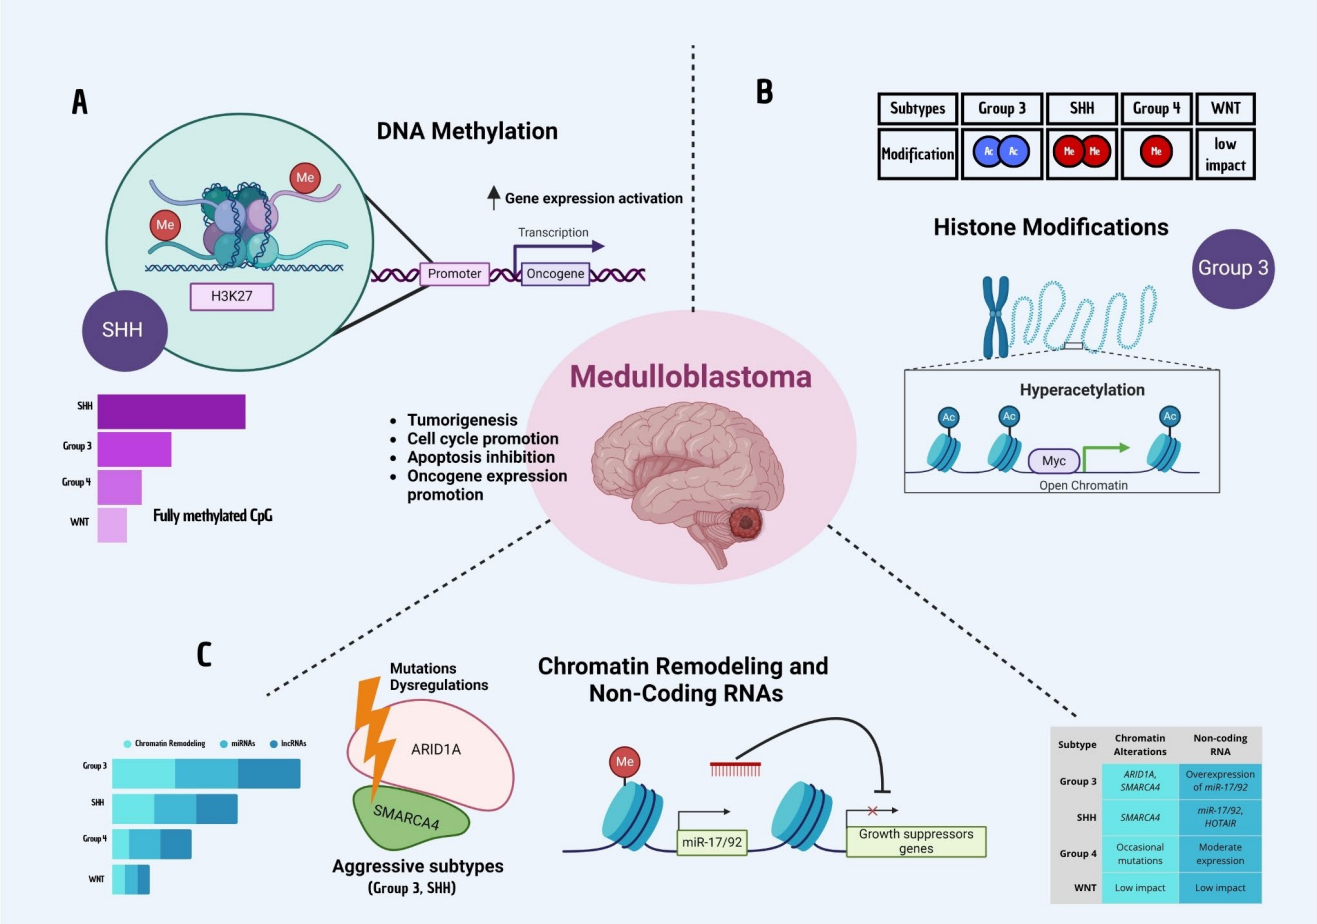 A
DNA Methylation
Me
Me
H3K27
SHH
Gene expression activation
Transcription
Promoter
Oncogene
SHH
Group 3
Group 4
WNT
Fully methylated CpG
Medulloblastoma
• Tumorigenesis
• Cell cycle promotion
• Apoptosis inhibition
• Oncogene expression
promotion
B
Subtypes Group 3 SHH Group 4 WNT
Modification Ac Ac Me Me Me low
impact
Histone Modifications
Group 3
Hyperacetylation
Ac
Ac
Ac
Myc
Open Chromatin
C
Chromatin Remodeling miRNAs lncRNAs
Group 3
SHH
Group 4
WNT
Mutations
Dysregulations
ARID1A
SMARCA4
Aggressive subtypes
(Group 3, SHH)
Chromatin Remodeling and
Non-Coding RNAs
Me
miR-17/92
Growth suppressors
genes
Subtype Chromatin
Alterations Non-coding
RNA
Group 3 ARID1A,
SMARCA4 Overexpression
of miR-17/92
SHH SMARCA4 miR-17/92,
HOTAIR
Group 4 Occasional
mutations Moderate
expression
WNT Low impact Low impact